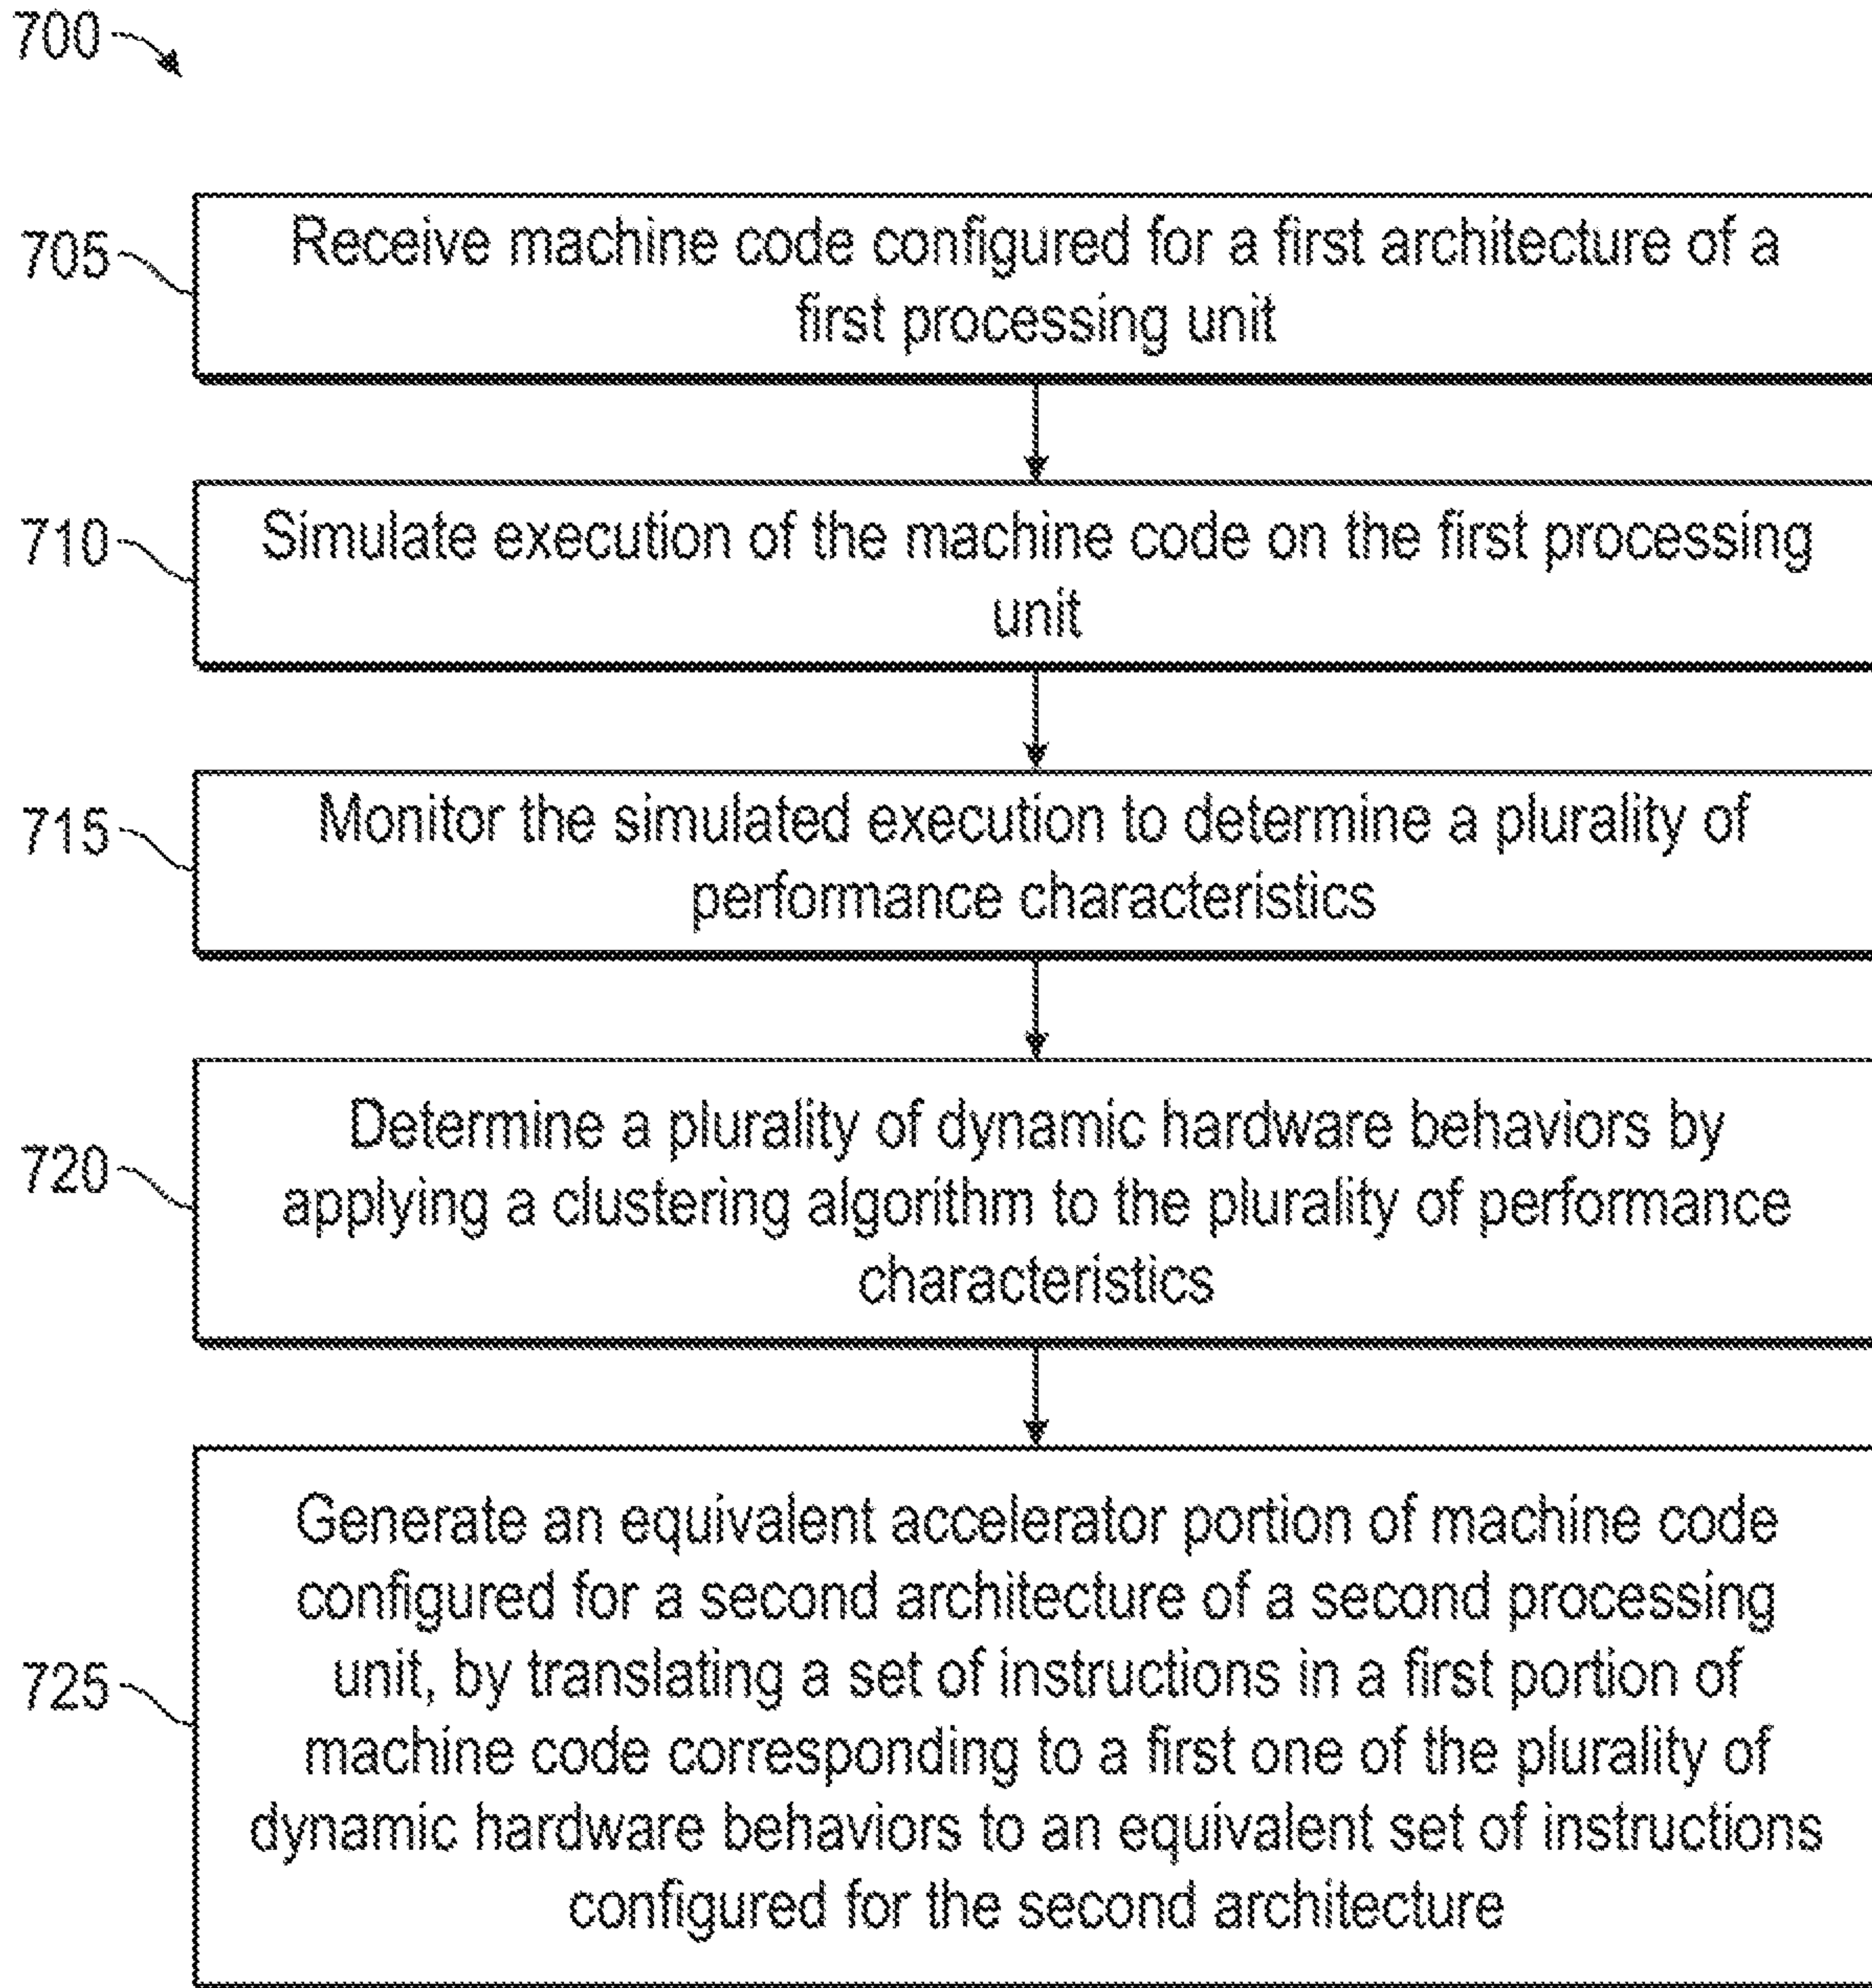 700
705
Receive machine code configured for a first architecture of a
first processing unit
710
Simulate execution of the machine code on the first processing
unit
715
Monitor the simulated execution to determine a plurality of
performance characteristics
720
Determine a plurality of dynamic hardware behaviors by
applying a clustering algorithm to the plurality of performance
characteristics
725
Generate an equivalent accelerator portion of machine code
configured for a second architecture of a second processing
unit, by translating a set of instructions in a first portion of
machine code corresponding to a first one of the plurality of
dynamic hardware behaviors to an equivalent set of instructions
configured for the second architecture